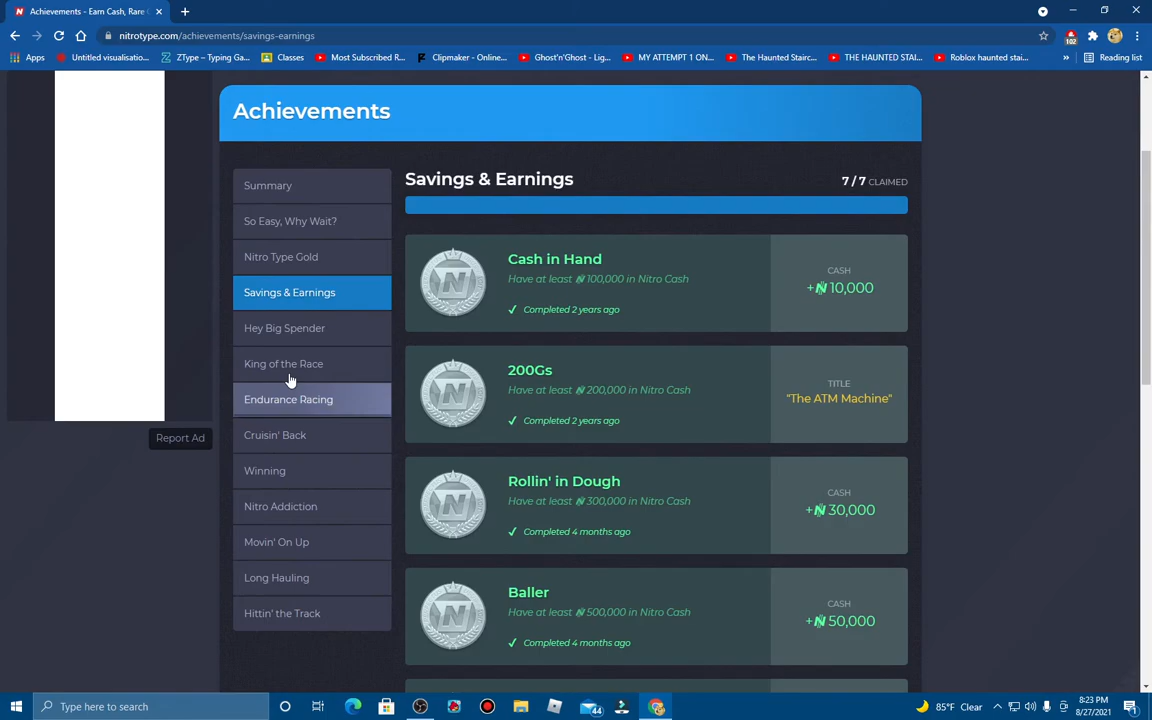 Achievements - Earn Cash, Rare
nitrotype.com/achievements/savings-earnings
102
Apps
Untitled visualisatio...
ZType – Typing Ga...
Classes
Most Subscribed R...
Clipmaker - Online...
Ghost'n'Ghost - Lig...
MY ATTEMPT 1 ON...
The Haunted Stairc...
THE HAUNTED STAI...
Roblox haunted stai...
»
Reading list
Achievements
Summary
So Easy, Why Wait?
Nitro Type Gold
Savings & Earnings
Hey Big Spender
King of the Race
Endurance Racing
Cruisin' Back
Winning
Nitro Addiction
Movin' On Up
Long Hauling
Hittin' the Track
Report Ad
Savings & Earnings
7 / 7 CLAIMED
Cash in Hand
Have at least N 100,000 in Nitro Cash
✓ Completed 2 years ago
CASH
+N 10,000
200Gs
Have at least N 200,000 in Nitro Cash
✓ Completed 2 years ago
TITLE
"The ATM Machine"
Rollin' in Dough
Have at least N 300,000 in Nitro Cash
✓ Completed 4 months ago
CASH
+N 30,000
Baller
Have at least N 500,000 in Nitro Cash
✓ Completed 4 months ago
CASH
+N 50,000
Type here to search
44
85°F Clear
8:23 PM
8/27/2021
1